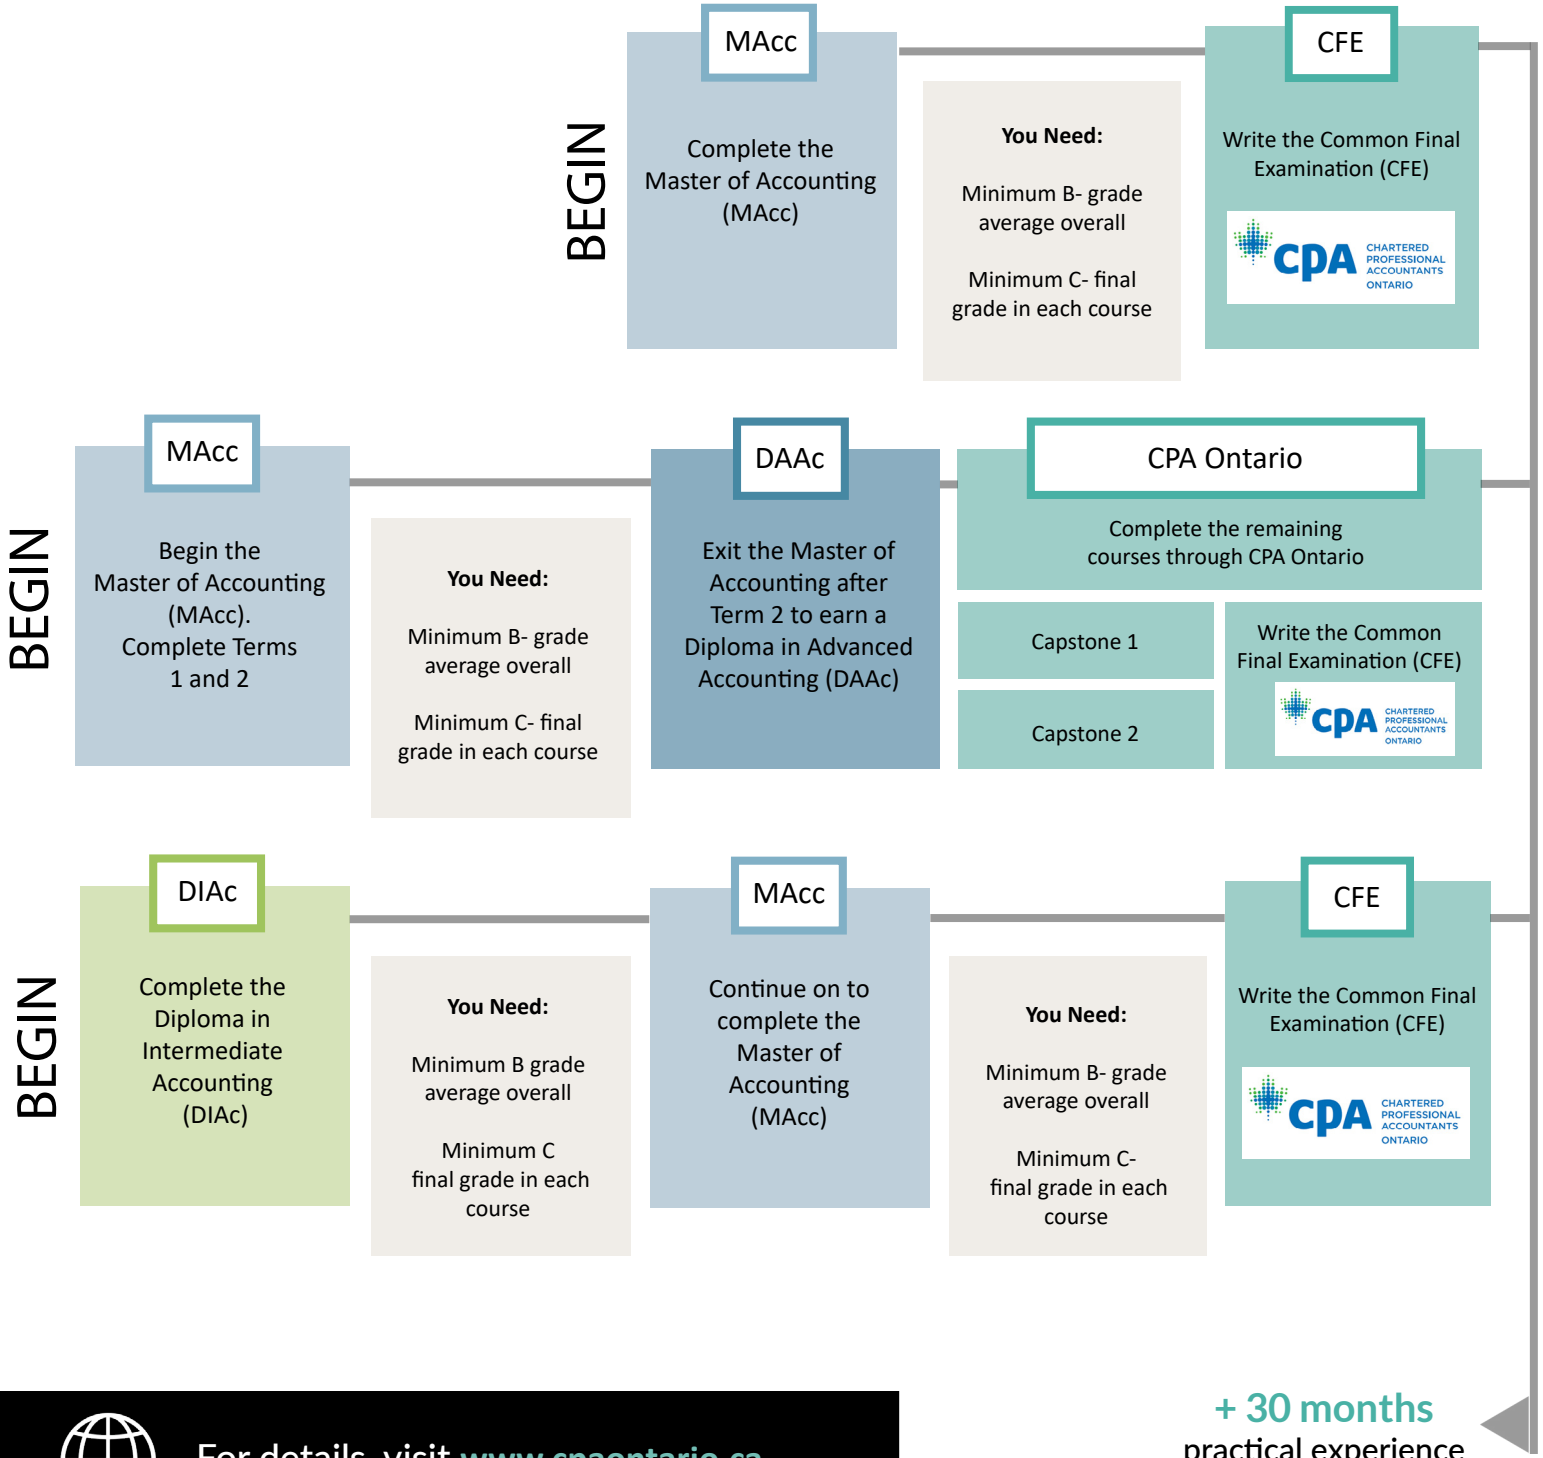 BEGIN
MAcc
Complete the
Master of Accounting
(MAcc)
You Need:
Minimum B- grade
average overall
Minimum C- final
grade in each course
CFE
Write the Common Final
Examination (CFE)
CPA
CHARTERED
PROFESSIONAL
ACCOUNTANTS
ONTARIO
BEGIN
MAcc
Begin the
Master of Accounting
(MAcc).
Complete Terms
1 and 2
You Need:
Minimum B- grade
average overall
Minimum C- final
grade in each course
DAAc
Exit the Master of
Accounting after
Term 2 to earn a
Diploma in Advanced
Accounting (DAAc)
CPA Ontario
Complete the remaining
courses through CPA Ontario
Capstone 1
Capstone 2
Write the Common
Final Examination (CFE)
CPA
CHARTERED
PROFESSIONAL
ACCOUNTANTS
ONTARIO
BEGIN
DIAc
Complete the
Diploma in
Intermediate
Accounting
(DIAc)
You Need:
Minimum B grade
average overall
Minimum C
final grade in each
course
MAcc
Continue on to
complete the
Master of
Accounting
(MAcc)
You Need:
Minimum B- grade
average overall
Minimum C-
final grade in each
course
CFE
Write the Common Final
Examination (CFE)
CPA
CHARTERED
PROFESSIONAL
ACCOUNTANTS
ONTARIO
For details, visit www.cpaontario.ca
+ 30 months
practical experience